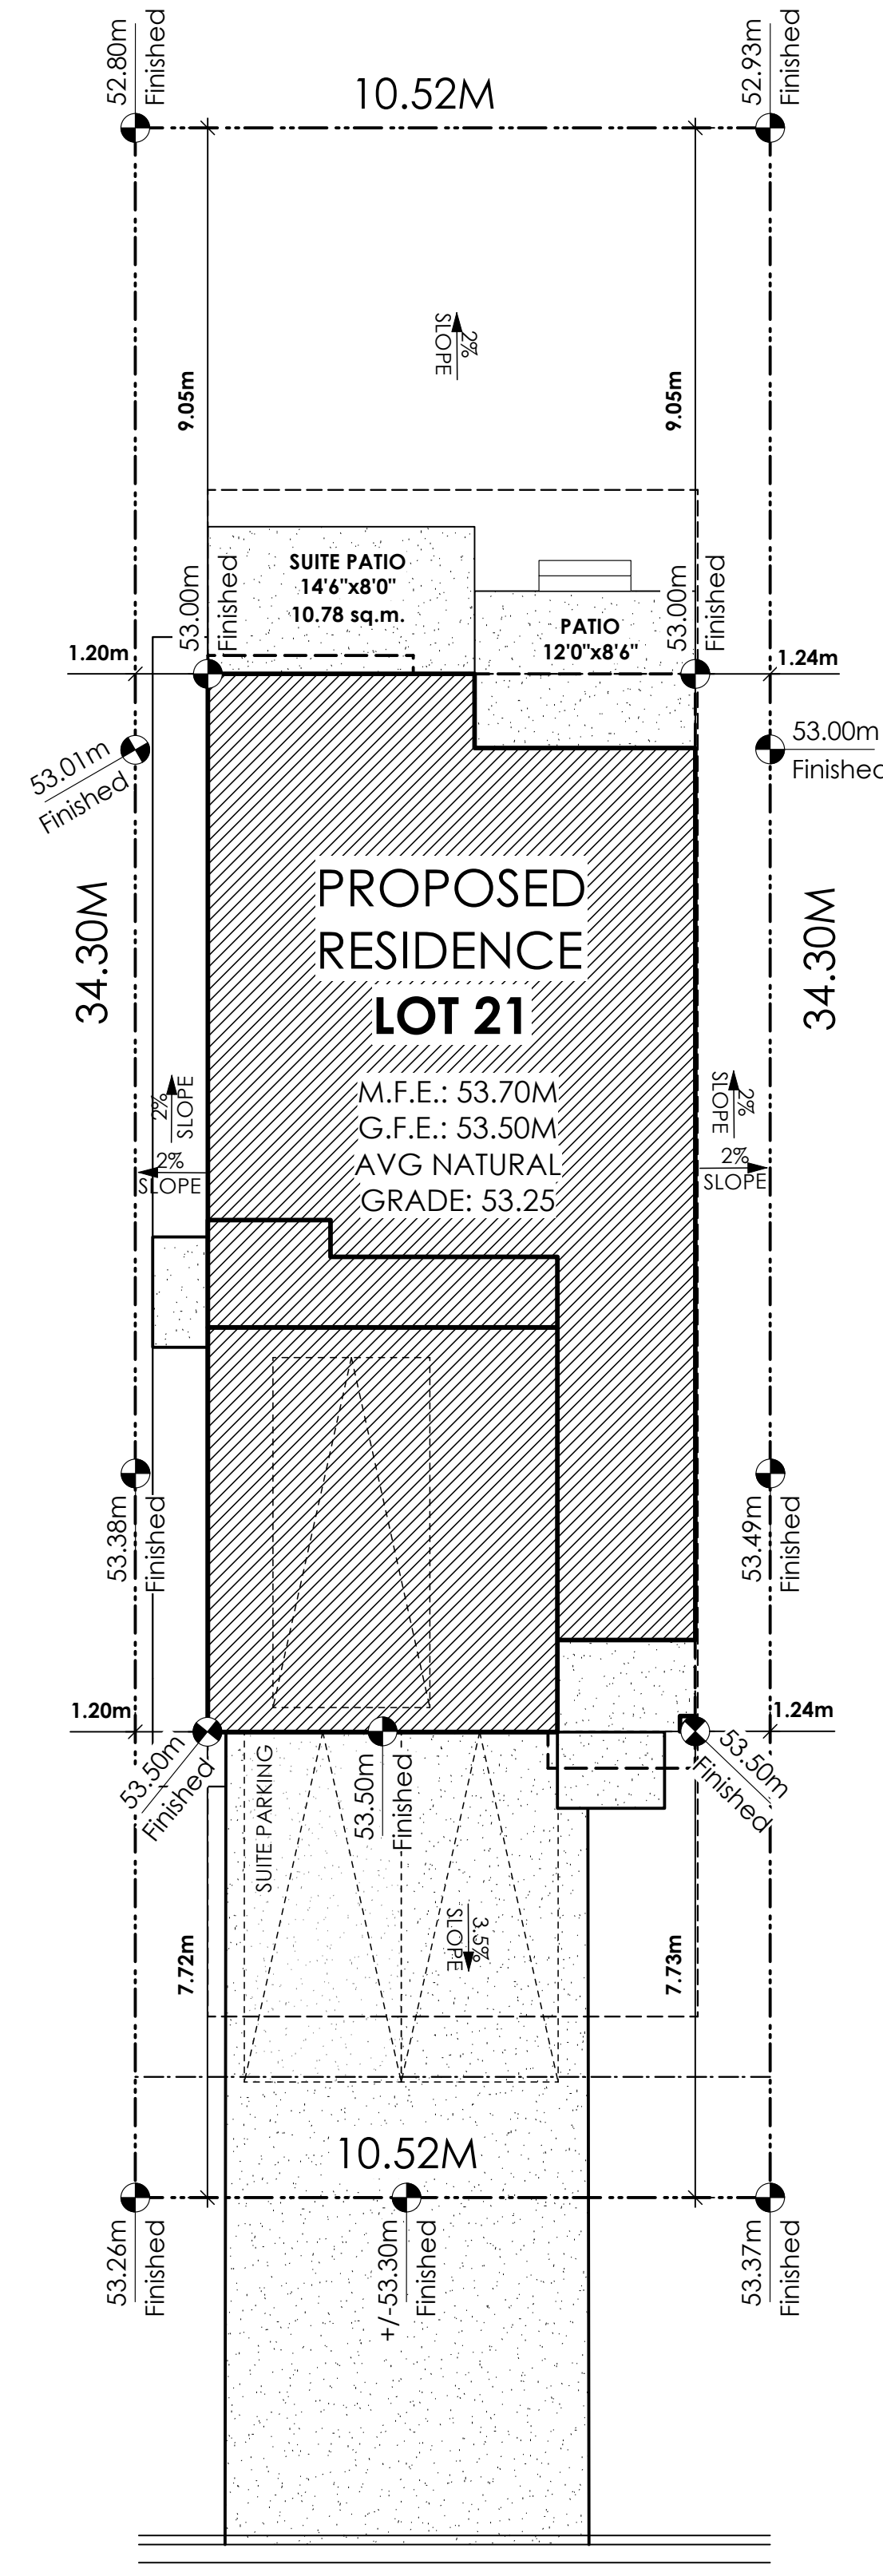 52.80m
Finished
52.93m
Finished
10.52M
2%
SLOPE
9.05m
9.05m
SUITE PATIO
14'6"x8'0"
10.78 sq.m.
53.00m
Finished
53.00m
Finished
PATIO
12'0"x8'6"
1.20m
1.24m
53.01m
Finished
53.00m
Finished
PROPOSED
RESIDENCE
LOT 21
34.30M
34.30M
M.F.E.: 53.70M
G.F.E.: 53.50M
AVG NATURAL
GRADE: 53.25
2%
SLOPE
2%
SLOPE
2%
SLOPE
2%
SLOPE
53.38m
Finished
53.49m
Finished
1.20m
1.24m
53.50m
Finished
SUITE PARKING
53.50m
Finished
53.50m
Finished
3.5%
SLOPE
7.72m
7.73m
10.52M
53.26m
Finished
+/-53.30m
Finished
53.37m
Finished